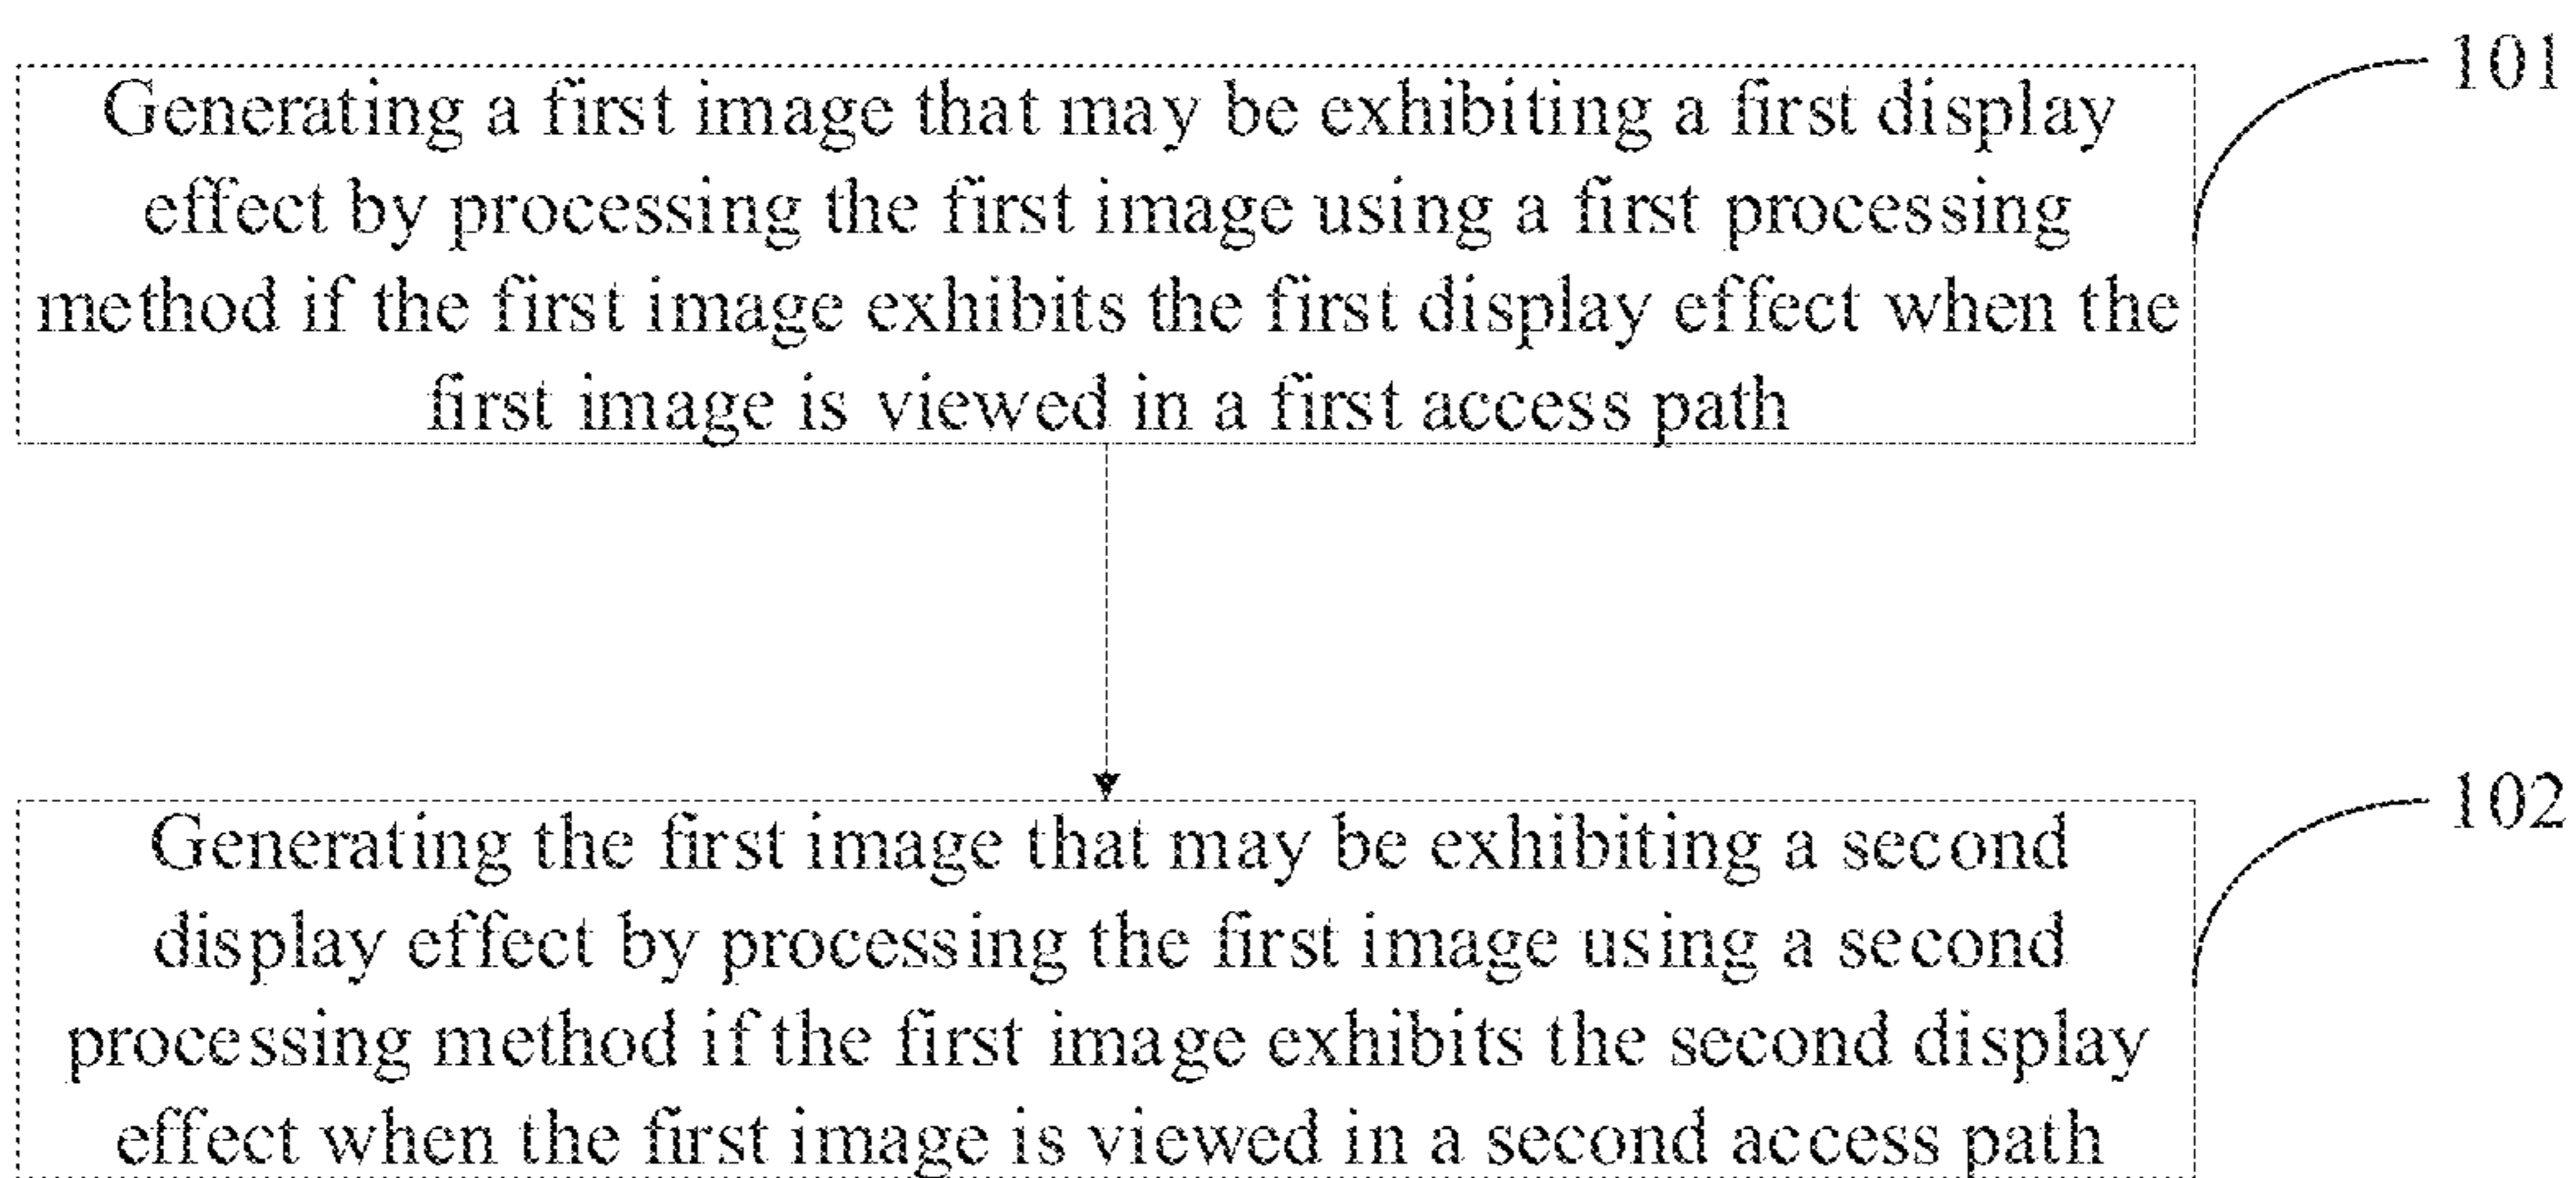 101
Generating a first image that may be exhibiting a first display
effect by processing the first image using a first processing
method if the first image exhibits the first display effect when the
first image is viewed in a first access path
102
Generating the first image that may be exhibiting a second
display effect by processing the first image using a second
processing method if the first image exhibits the second display
effect when the first image is viewed in a second access path